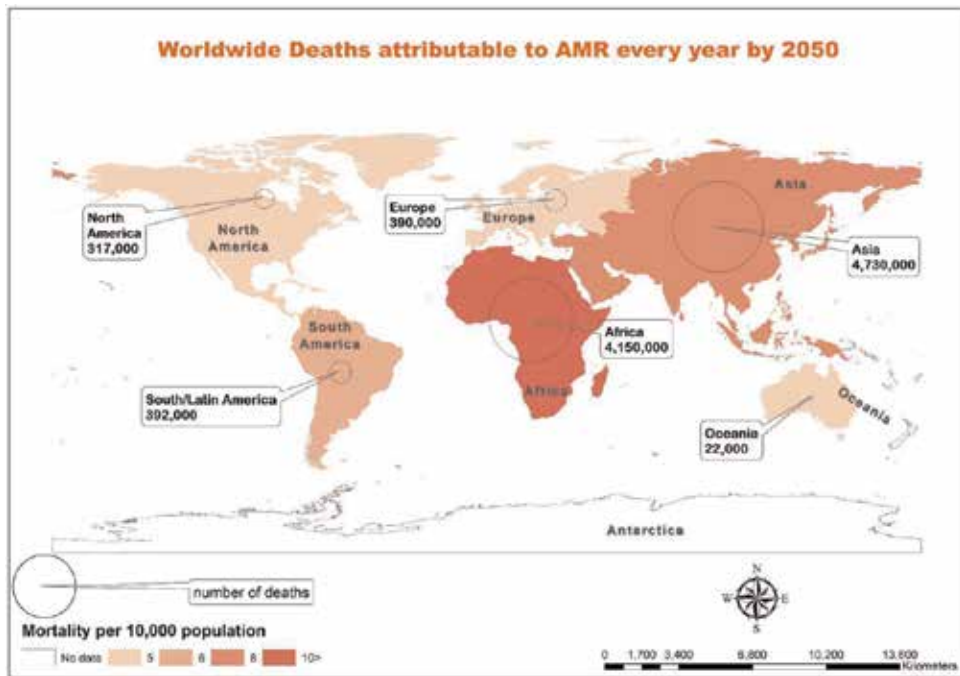 Worldwide Deaths attributable to AMR every year by 2050
North
America
317,000
North
America
Europe
390,000
Europe
Asia
Asia
4,730,000
South
America
Africa
4,150,000
Africa
South/Latin America
392,000
Oceania
Oceania
22,000
Antarctica
number of deaths
N
W E
S
Mortality per 10,000 population
No data 5 6 8 10>
0 1,700 3,400 6,800 10,200 13,600
Kilometers